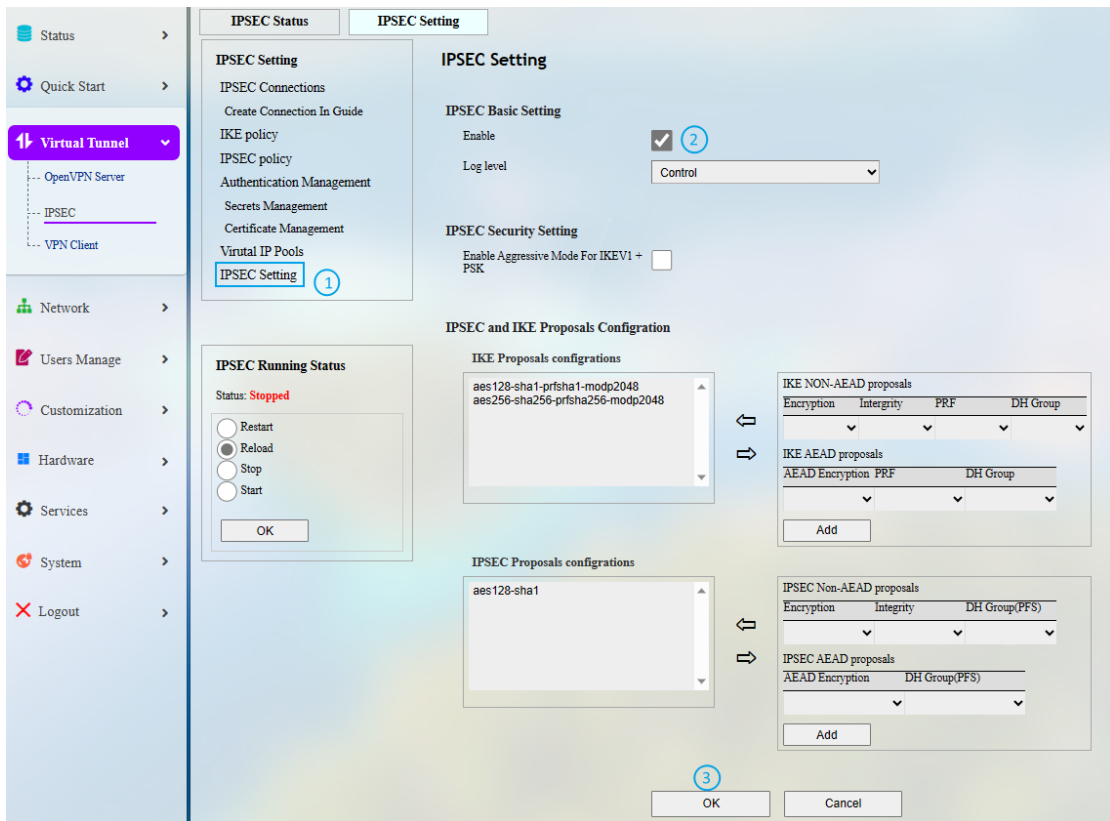 Status
Quick Start
Virtual Tunnel
OpenVPN Server
IPSEC
VPN Client
Network
Users Manage
Customization
Hardware
Services
System
Logout
IPSEC Status
IPSEC Setting
IPSEC Setting
IPSEC Connections
Create Connection In Guide
IKE policy
IPSEC policy
Authentication Management
Secrets Management
Certificate Management
Virutal IP Pools
IPSEC Setting
1
IPSEC Running Status
Status: Stopped
Restart
Reload
Stop
Start
OK
IPSEC Setting
IPSEC Basic Setting
Enable
2
Log level
Control
IPSEC Security Setting
Enable Aggressive Mode For IKEV1 +
PSK
IPSEC and IKE Proposals Configration
IKE Proposals configrations
aes128-sha1-prfsha1-modp2048
aes256-sha256-prfsha256-modp2048
IKE NON-AEAD proposals
Encryption Intergrity PRF DH Group
IKE AEAD proposals
AEAD Encryption PRF DH Group
Add
IPSEC Proposals configrations
aes128-sha1
IPSEC Non-AEAD proposals
Encryption Integrity DH Group(PFS)
IPSEC AEAD proposals
AEAD Encryption DH Group(PFS)
Add
3
OK Cancel